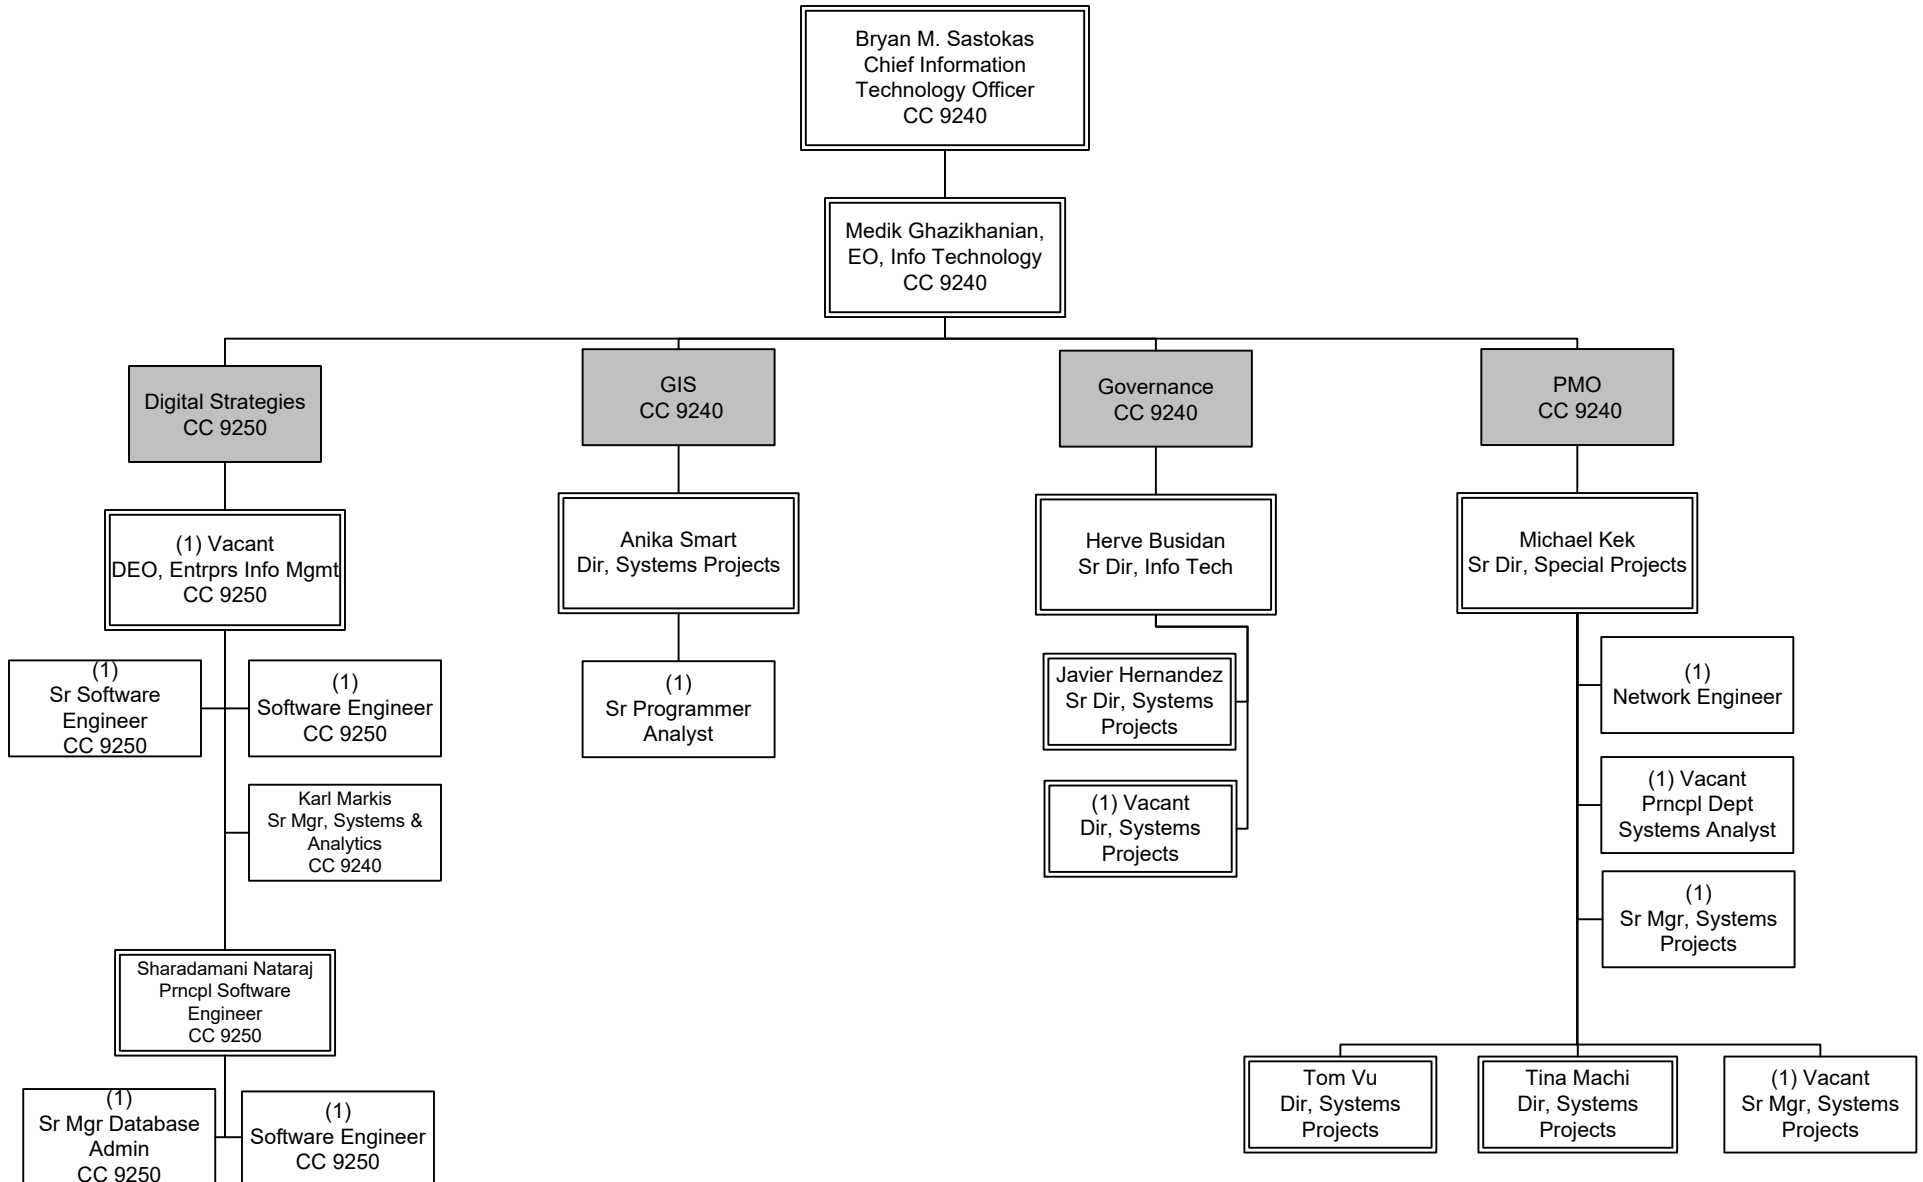 Bryan M. Sastokas
Chief Information
Technology Officer
CC 9240
Medik Ghazikhanian,
EO, Info Technology
CC 9240
Digital Strategies
CC 9250
GIS
CC 9240
Governance
CC 9240
PMO
CC 9240
(1) Vacant
DEO, Entrprs Info Mgmt
CC 9250
Anika Smart
Dir, Systems Projects
Herve Busidan
Sr Dir, Info Tech
Michael Kek
Sr Dir, Special Projects
(1)
Sr Software
Engineer
CC 9250
(1)
Software Engineer
CC 9250
(1)
Sr Programmer
Analyst
Javier Hernandez
Sr Dir, Systems
Projects
(1)
Network Engineer
Karl Markis
Sr Mgr, Systems &
Analytics
CC 9240
(1) Vacant
Dir, Systems
Projects
(1) Vacant
Prncpl Dept
Systems Analyst
(1)
Sr Mgr, Systems
Projects
Sharadamani Nataraj
Prncpl Software
Engineer
CC 9250
(1)
Sr Mgr Database
Admin
CC 9250
(1)
Software Engineer
CC 9250
Tom Vu
Dir, Systems
Projects
Tina Machi
Dir, Systems
Projects
(1) Vacant
Sr Mgr, Systems
Projects